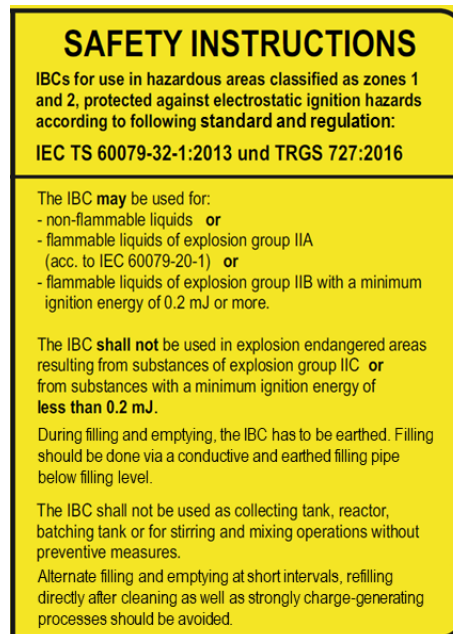 SAFETY INSTRUCTIONS
IBCs for use in hazardous areas classified as zones 1
and 2, protected against electrostatic ignition hazards
according to following standard and regulation:
IEC TS 60079-32-1:2013 und TRGS 727:2016
The IBC may be used for:
- non-flammable liquids or
- flammable liquids of explosion group IIA
(acc. to IEC 60079-20-1) or
- flammable liquids of explosion group IIB with a minimum
ignition energy of 0.2 mJ or more.
The IBC shall not be used in explosion endangered areas
resulting from substances of explosion group IIC or
from substances with a minimum ignition energy of
less than 0.2 mJ.
During filling and emptying, the IBC has to be earthed. Filling
should be done via a conductive and earthed filling pipe
below filling level.
The IBC shall not be used as collecting tank, reactor,
batching tank or for stirring and mixing operations without
preventive measures.
Alternate filling and emptying at short intervals, refilling
directly after cleaning as well as strongly charge-generating
processes should be avoided.